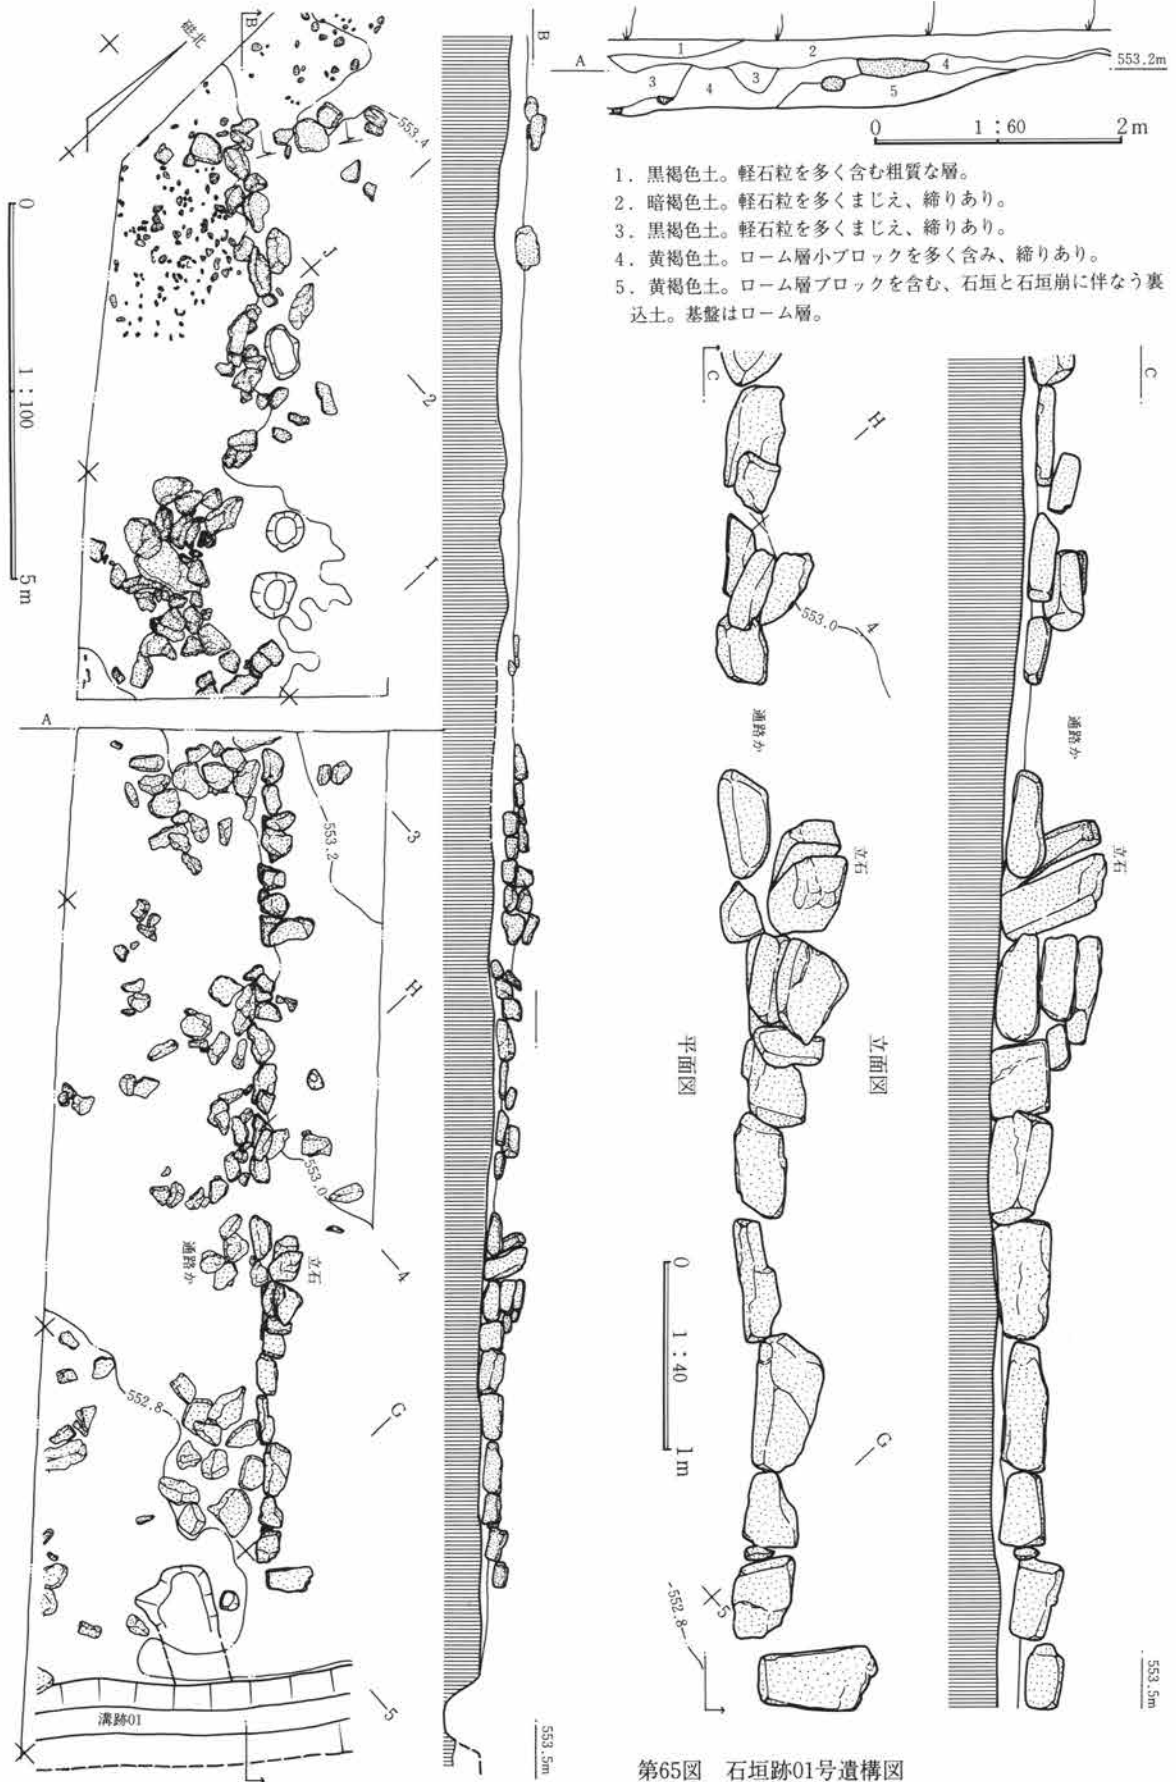 磁北
B
B
A
1
2
3
4
3
4
5
553.2m
0 1:60 2m
1．黒褐色土。軽石粒を多く含む粗質な層。
2．暗褐色土。軽石粒を多くまじえ、締りあり。
3．黒褐色土。軽石粒を多くまじえ、締りあり。
4．黄褐色土。ローム層小ブロックを多く含み、締りあり。
5．黄褐色土。ローム層ブロックを含む、石垣と石垣崩に伴なう裏
込土。基盤はローム層。
553.4
J
2
I
0 1:100 5m
A
553.2
3
H
553.0
4
通路か
立石
552.8
G
5
溝跡01
553.5m
C
C
H
553.0
4
通路か
通路か
立石
立石
平面図
立面図
0 1:40 1m
G
552.8
5
553.5m
第65図 石垣跡01号遺構図